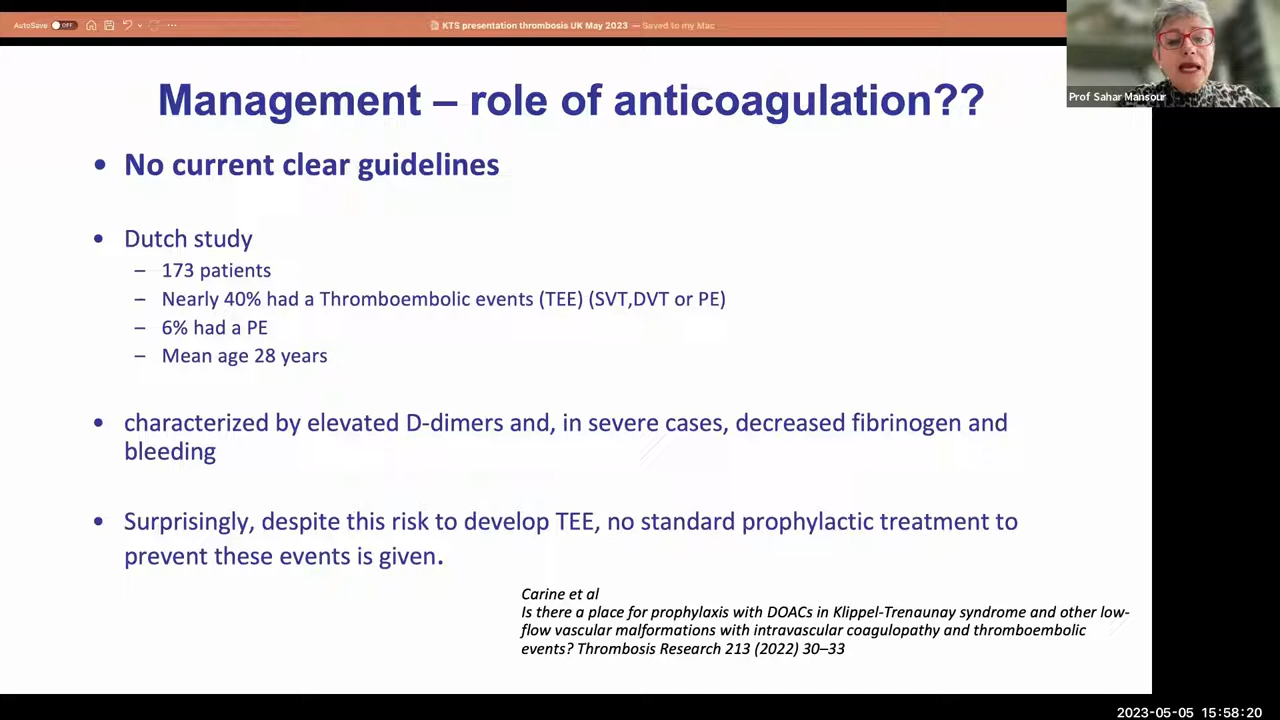 AutoSave OFF
KTS presentation thrombosis UK May 2023 — Saved to my Mac
Prof Sahar Mansour
Management – role of anticoagulation??
• No current clear guidelines
• Dutch study
– 173 patients
– Nearly 40% had a Thromboembolic events (TEE) (SVT,DVT or PE)
– 6% had a PE
– Mean age 28 years
• characterized by elevated D-dimers and, in severe cases, decreased fibrinogen and
bleeding
• Surprisingly, despite this risk to develop TEE, no standard prophylactic treatment to
prevent these events is given.
Carine et al
Is there a place for prophylaxis with DOACs in Klippel-Trenaunay syndrome and other low-
flow vascular malformations with intravascular coagulopathy and thromboembolic
events? Thrombosis Research 213 (2022) 30–33
2023-05-05 15:58:20